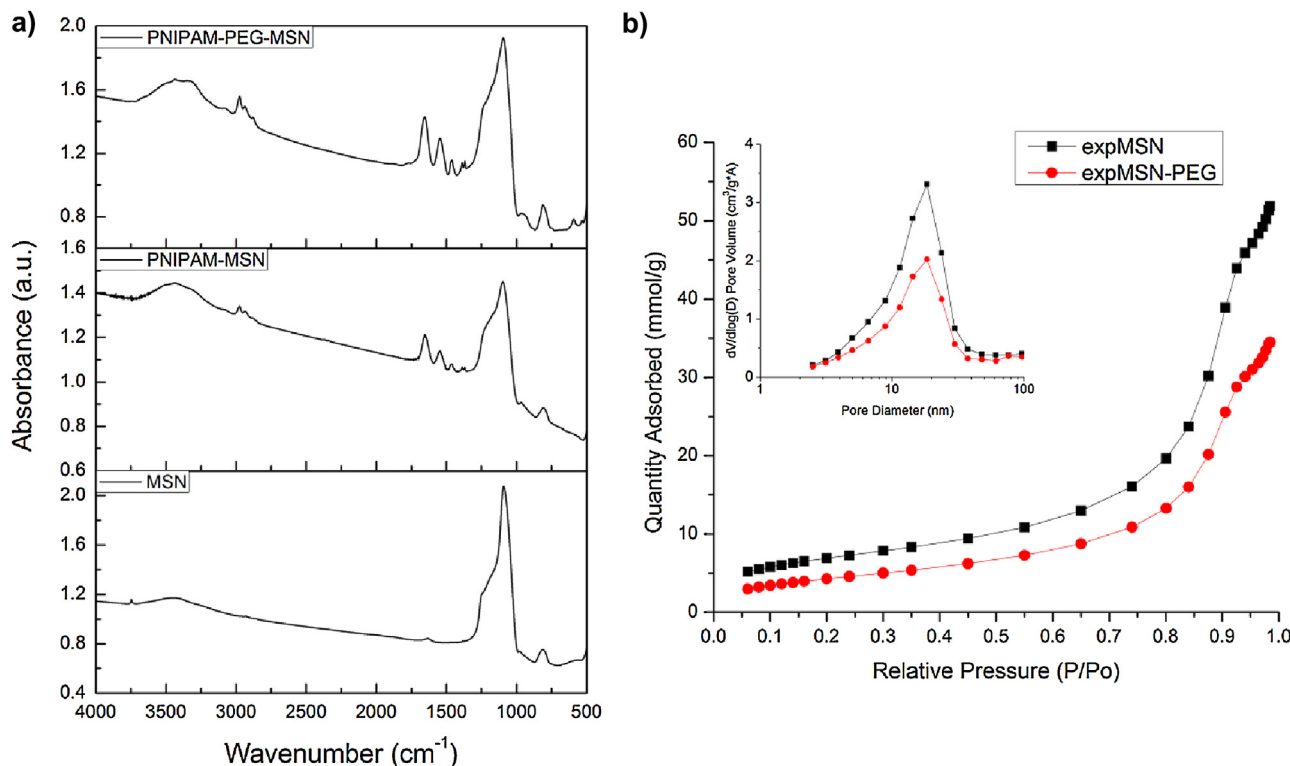 a)
PNIPAM-PEG-MSN
2.0
1.6
1.2
0.8
1.6
PNIPAM-MSN
1.4
1.2
1.0
0.8
0.6
MSN
2.0
1.6
1.2
0.8
0.4
4000 3500 3000 2500 2000 1500 1000 500
Absorbance (a.u.)
Wavenumber (cm⁻¹)
b)
expMSN
expMSN-PEG
60
50
40
30
20
10
0
0.0 0.1 0.2 0.3 0.4 0.5 0.6 0.7 0.8 0.9 1.0
Quantity Adsorbed (mmol/g)
Relative Pressure (P/Po)
4
3
2
1
0
1 10 100
dV/dlog(D) Pore Volume (cm³/g*A)
Pore Diameter (nm)